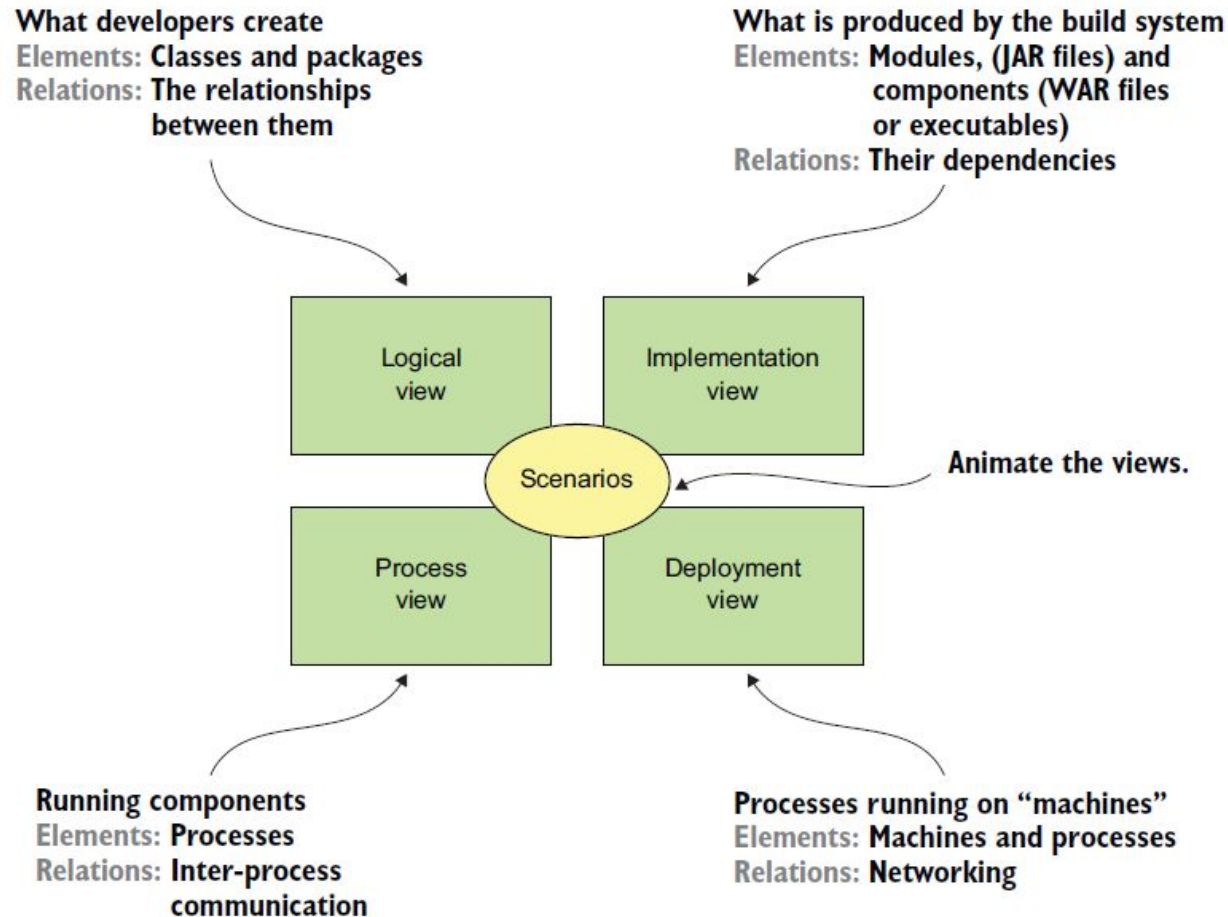 What developers create
Elements: Classes and packages
Relations: The relationships
between them
What is produced by the build system
Elements: Modules, (JAR files) and
components (WAR files
or executables)
Relations: Their dependencies
Logical
view
Implementation
view
Scenarios
Animate the views.
Process
view
Deployment
view
Running components
Elements: Processes
Relations: Inter-process
communication
Processes running on “machines”
Elements: Machines and processes
Relations: Networking